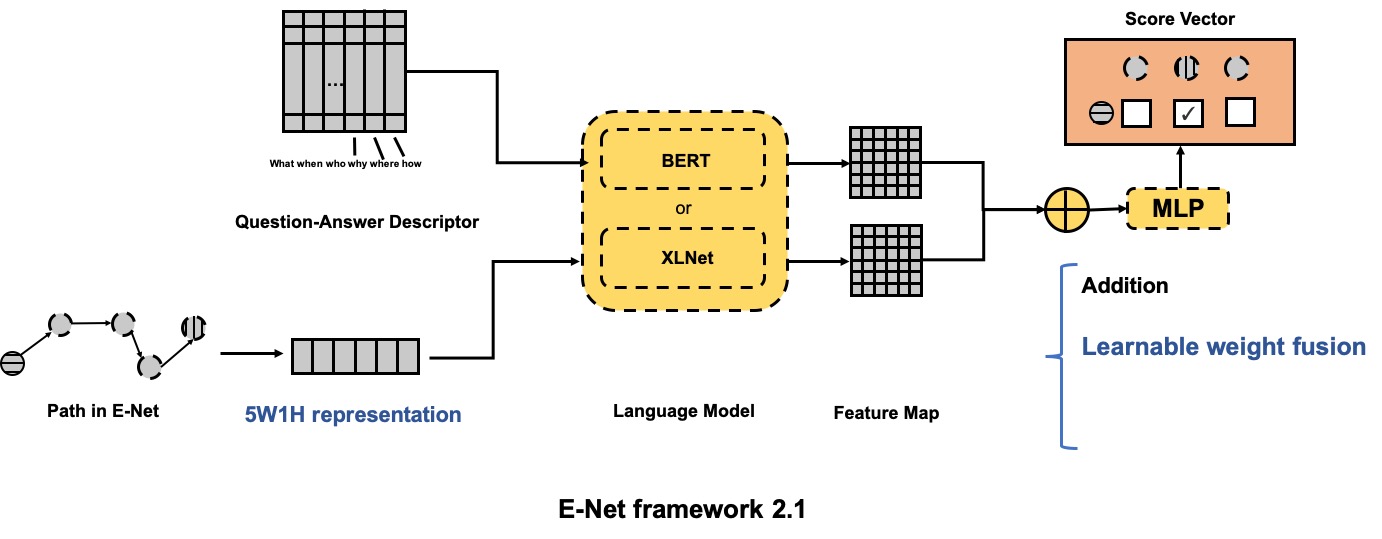 Score Vector
...
What when who why where how
Question-Answer Descriptor
BERT
or
XLNet
✓
MLP
Addition
Learnable weight fusion
Path in E-Net
5W1H representation
Language Model
Feature Map
E-Net framework 2.1